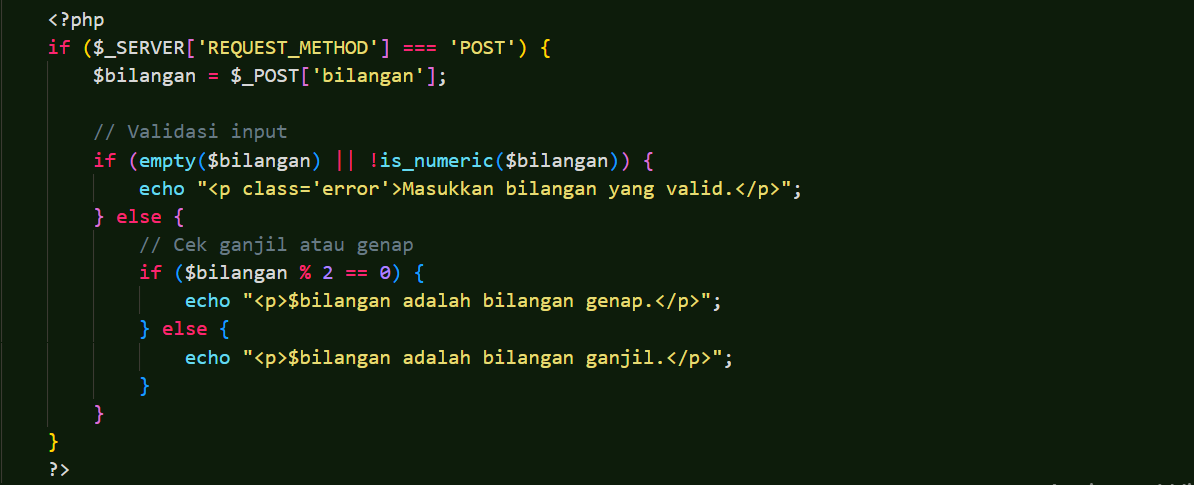 <?php
if ($_SERVER['REQUEST_METHOD'] === 'POST') {
    $bilangan = $_POST['bilangan'];

    // Validasi input
    if (empty($bilangan) || !is_numeric($bilangan)) {
        echo "<p class='error'>Masukkan bilangan yang valid.</p>";
    } else {
        // Cek ganjil atau genap
        if ($bilangan % 2 == 0) {
            echo "<p>$bilangan adalah bilangan genap.</p>";
        } else {
            echo "<p>$bilangan adalah bilangan ganjil.</p>";
        }
    }
}
?>